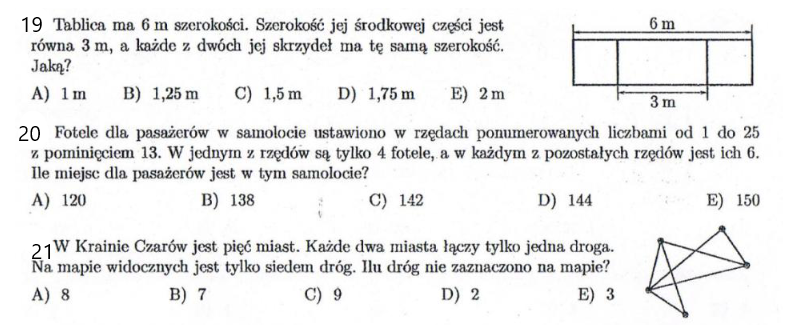 19 Tablica ma 6 m szerokości. Szerokość jej środkowej części jest
równa 3 m, a każde z dwóch jej skrzydeł ma tę samą szerokość.
Jaką?
A) 1 m B) 1,25 m C) 1,5 m D) 1,75 m E) 2 m
6 m
3 m
20 Fotele dla pasażerów w samolocie ustawiono w rzędach ponumerowanych liczbami od 1 do 25
z pominięciem 13. W jednym z rzędów są tylko 4 fotele, a w każdym z pozostałych rzędów jest ich 6.
Ile miejsc dla pasażerów jest w tym samolocie?
A) 120 B) 138 C) 142 D) 144 E) 150
21 W Krainie Czarów jest pięć miast. Każde dwa miasta łączy tylko jedna droga.
Na mapie widocznych jest tylko siedem dróg. Ilu dróg nie zaznaczono na mapie?
A) 8 B) 7 C) 9 D) 2 E) 3